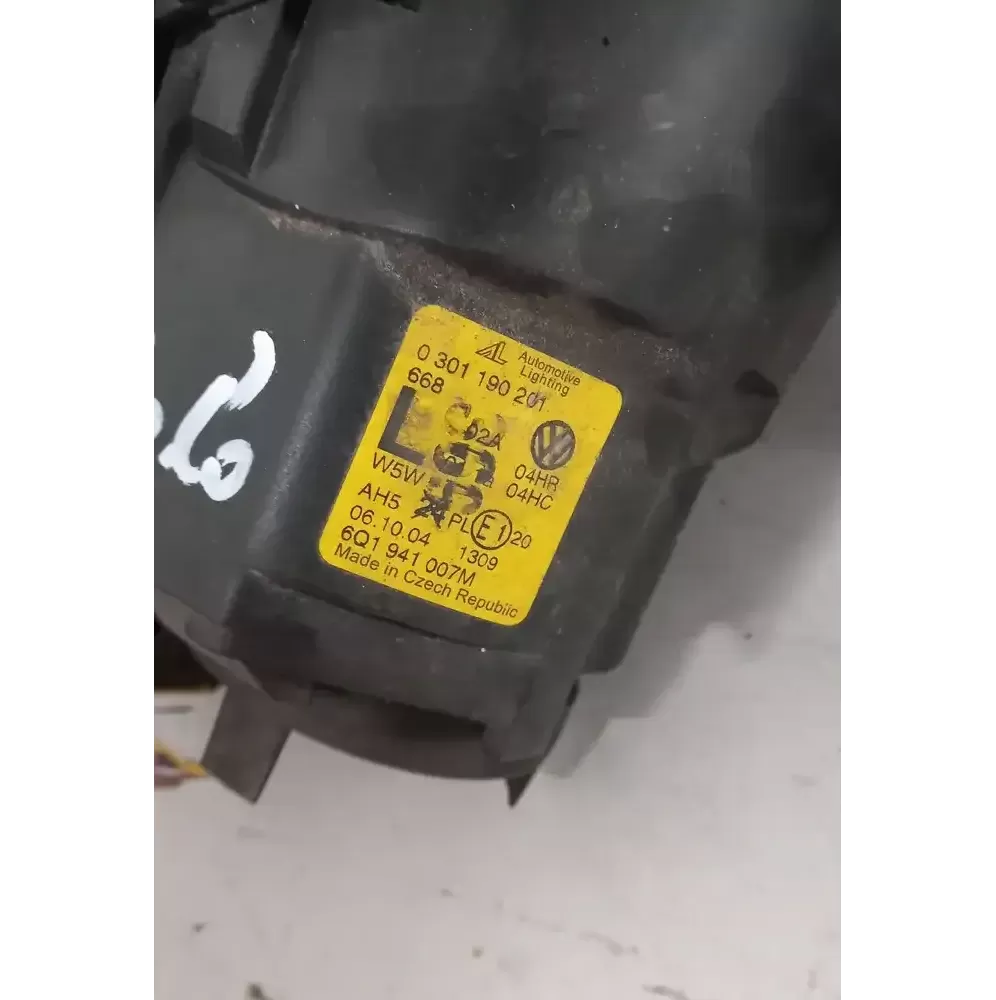 AL Automotive
Lighting
0 301 190 201
668
L
02A
04HR
W5W
04HC
AH5 PL E1 20
06.10.04 1309
6Q1 941 007M
Made in Czech Republic